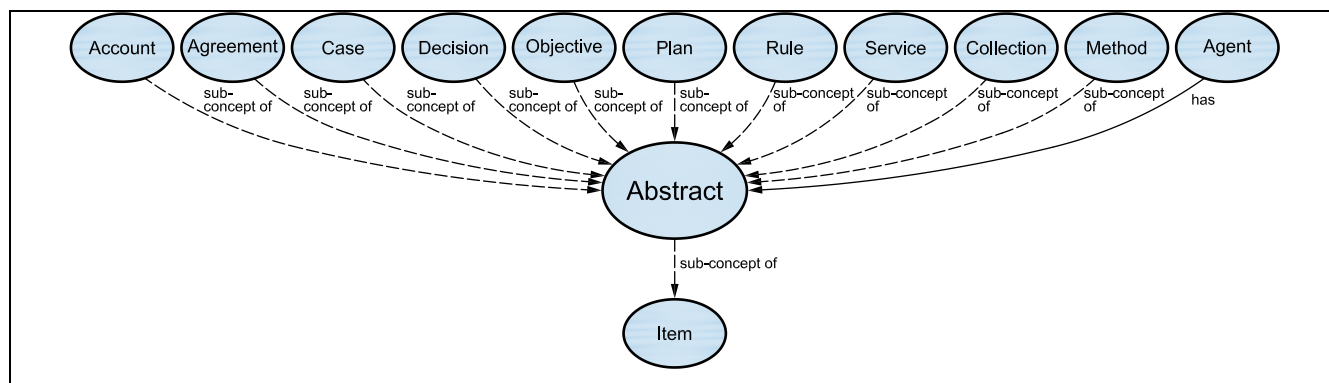 Account
Agreement
Case
Decision
Objective
Plan
Rule
Service
Collection
Method
Agent
sub-
concept of
sub-
concept of
sub-
concept of
sub-
concept of
sub-
concept of
sub-
concept of
sub-concept
of
sub-concept
of
sub-concept
of
sub-concept
of
has
Abstract
sub-concept of
Item